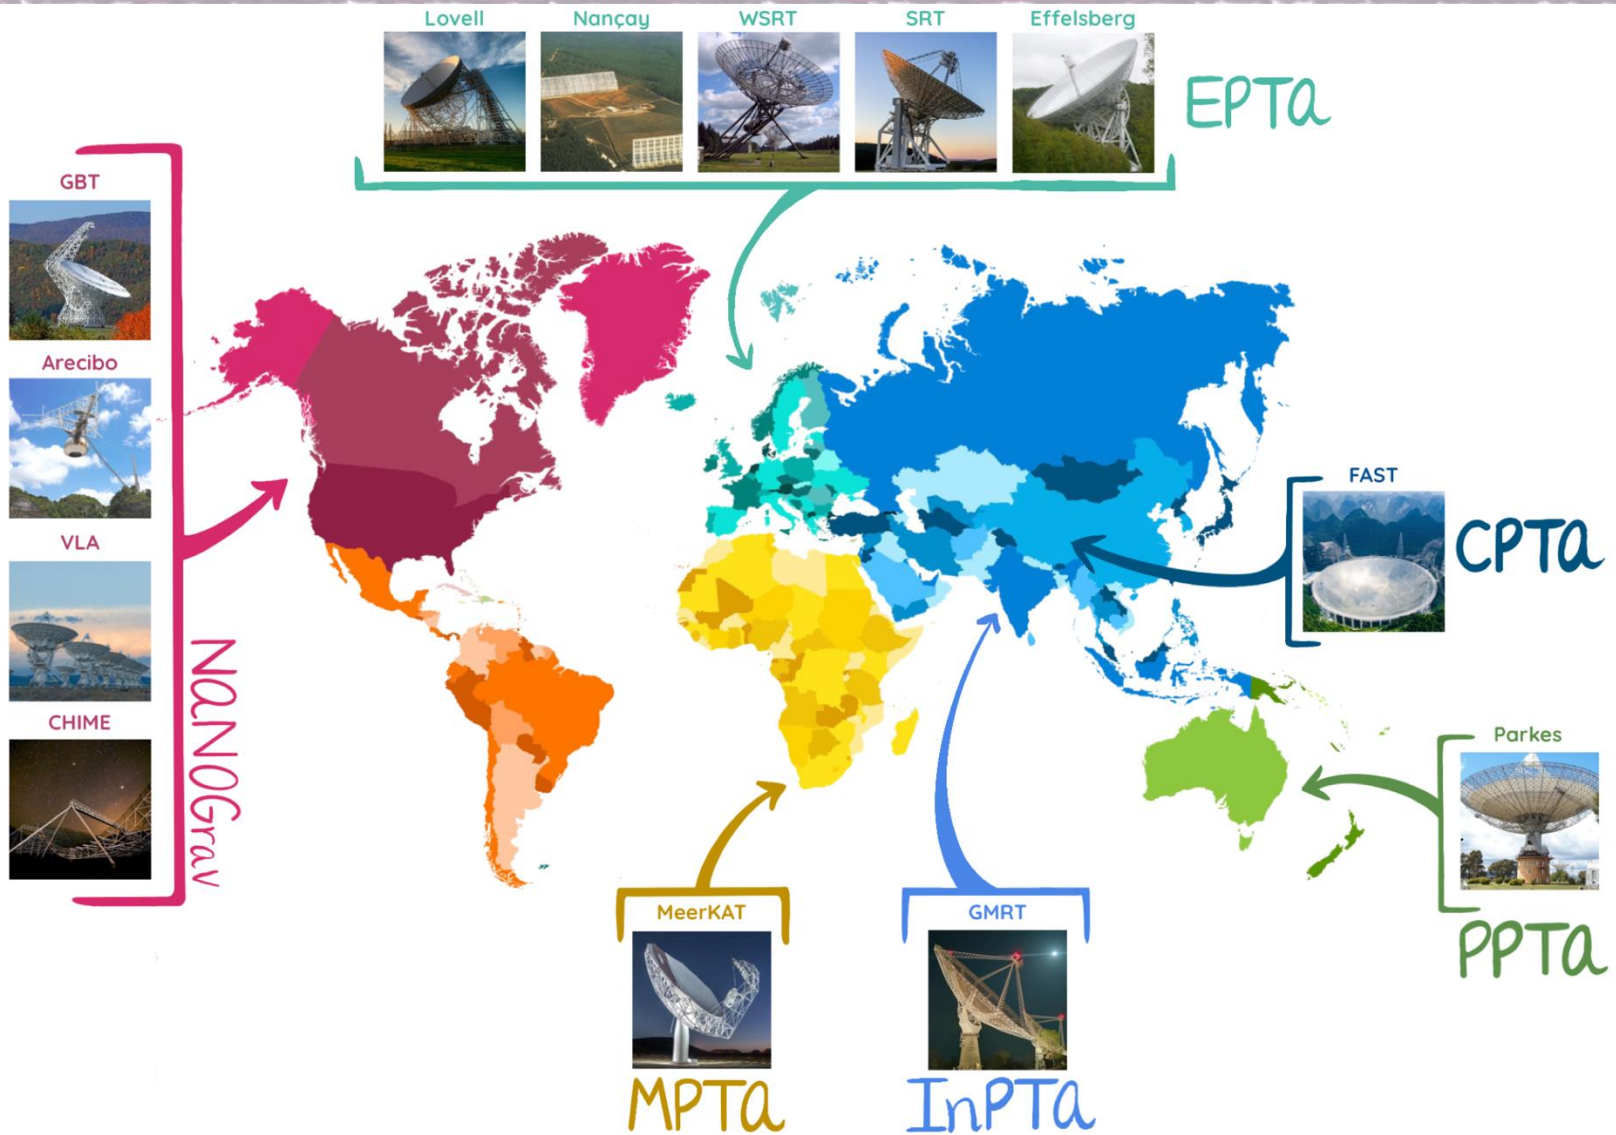 Lovell Nançay WSRT SRT Effelsberg
EPTa
GBT
Arecibo
VLA
CHIME
NaNOGrav
FAST
CPTa
Parkes
PPTa
MeerKAT
MPTa
GMRT
InPTa